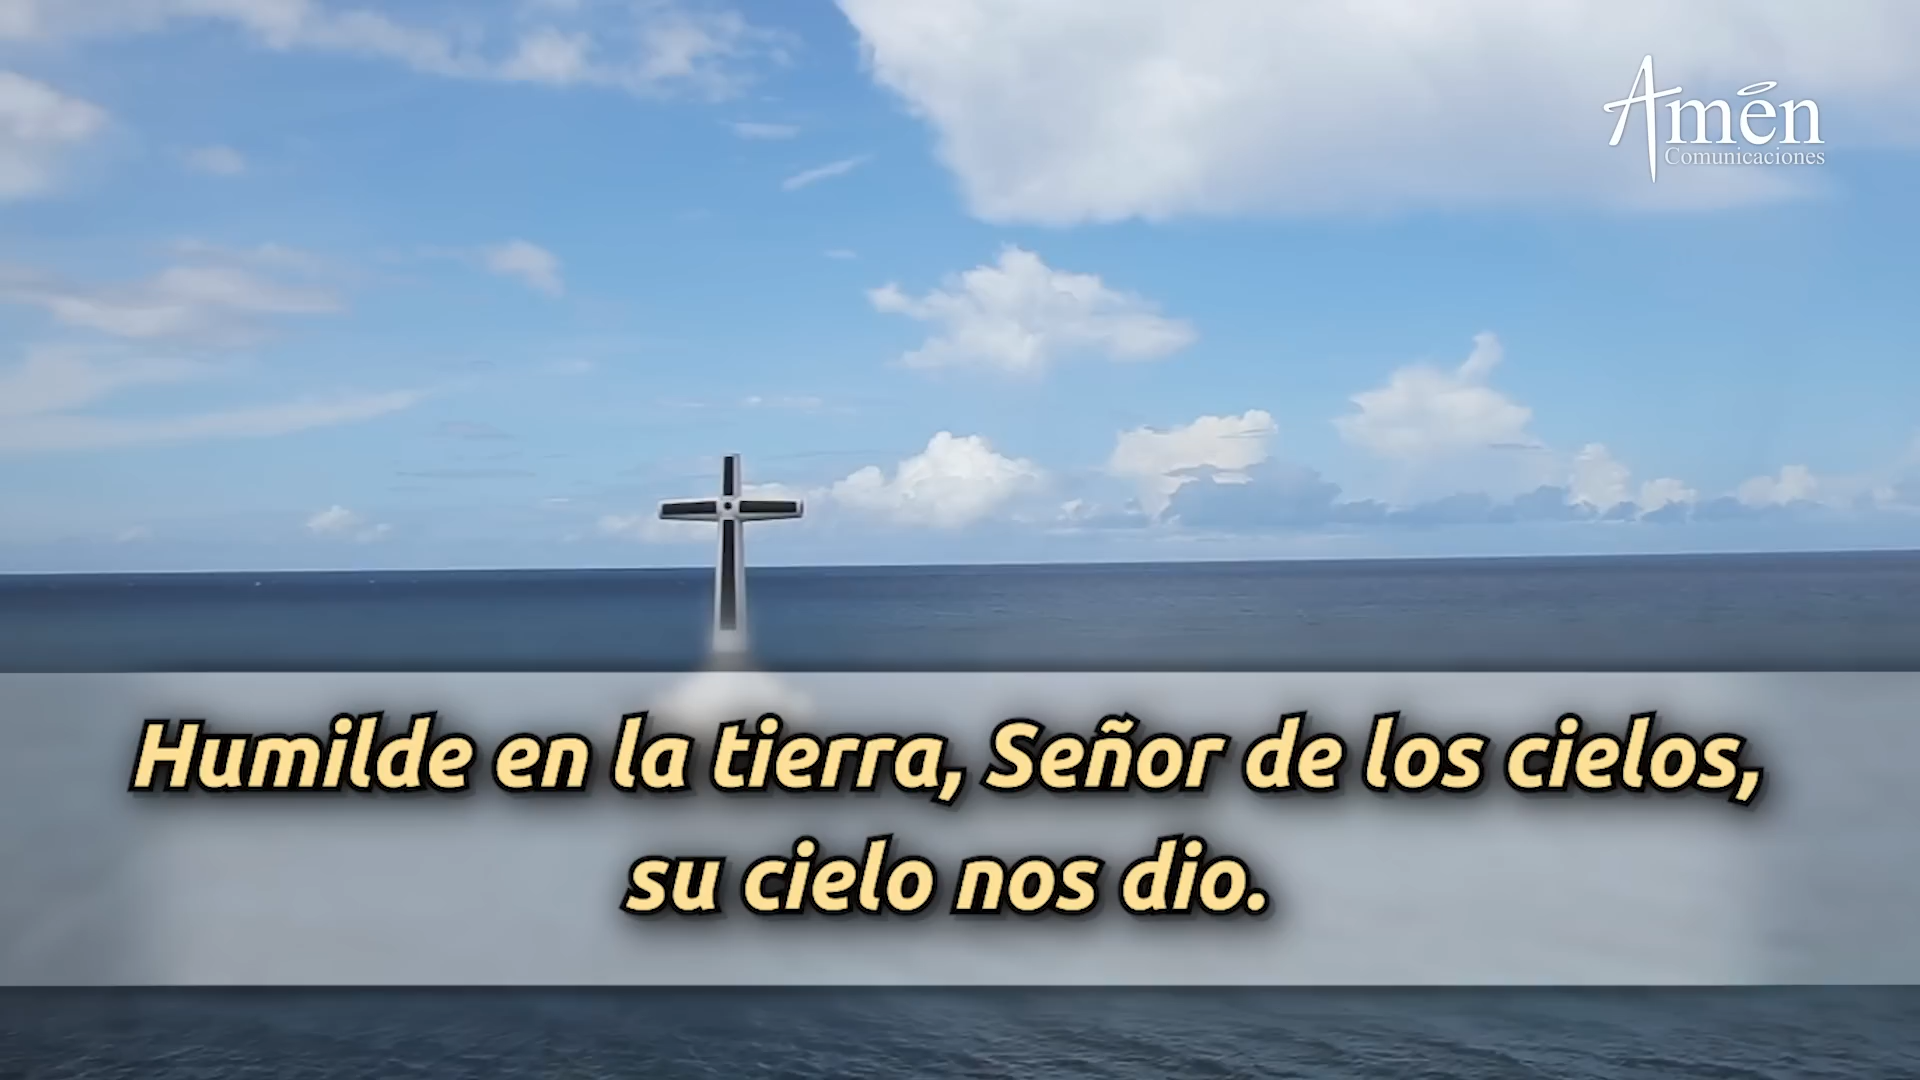 Amén
Comunicaciones
Humilde en la tierra, Señor de los cielos,
su cielo nos dio.